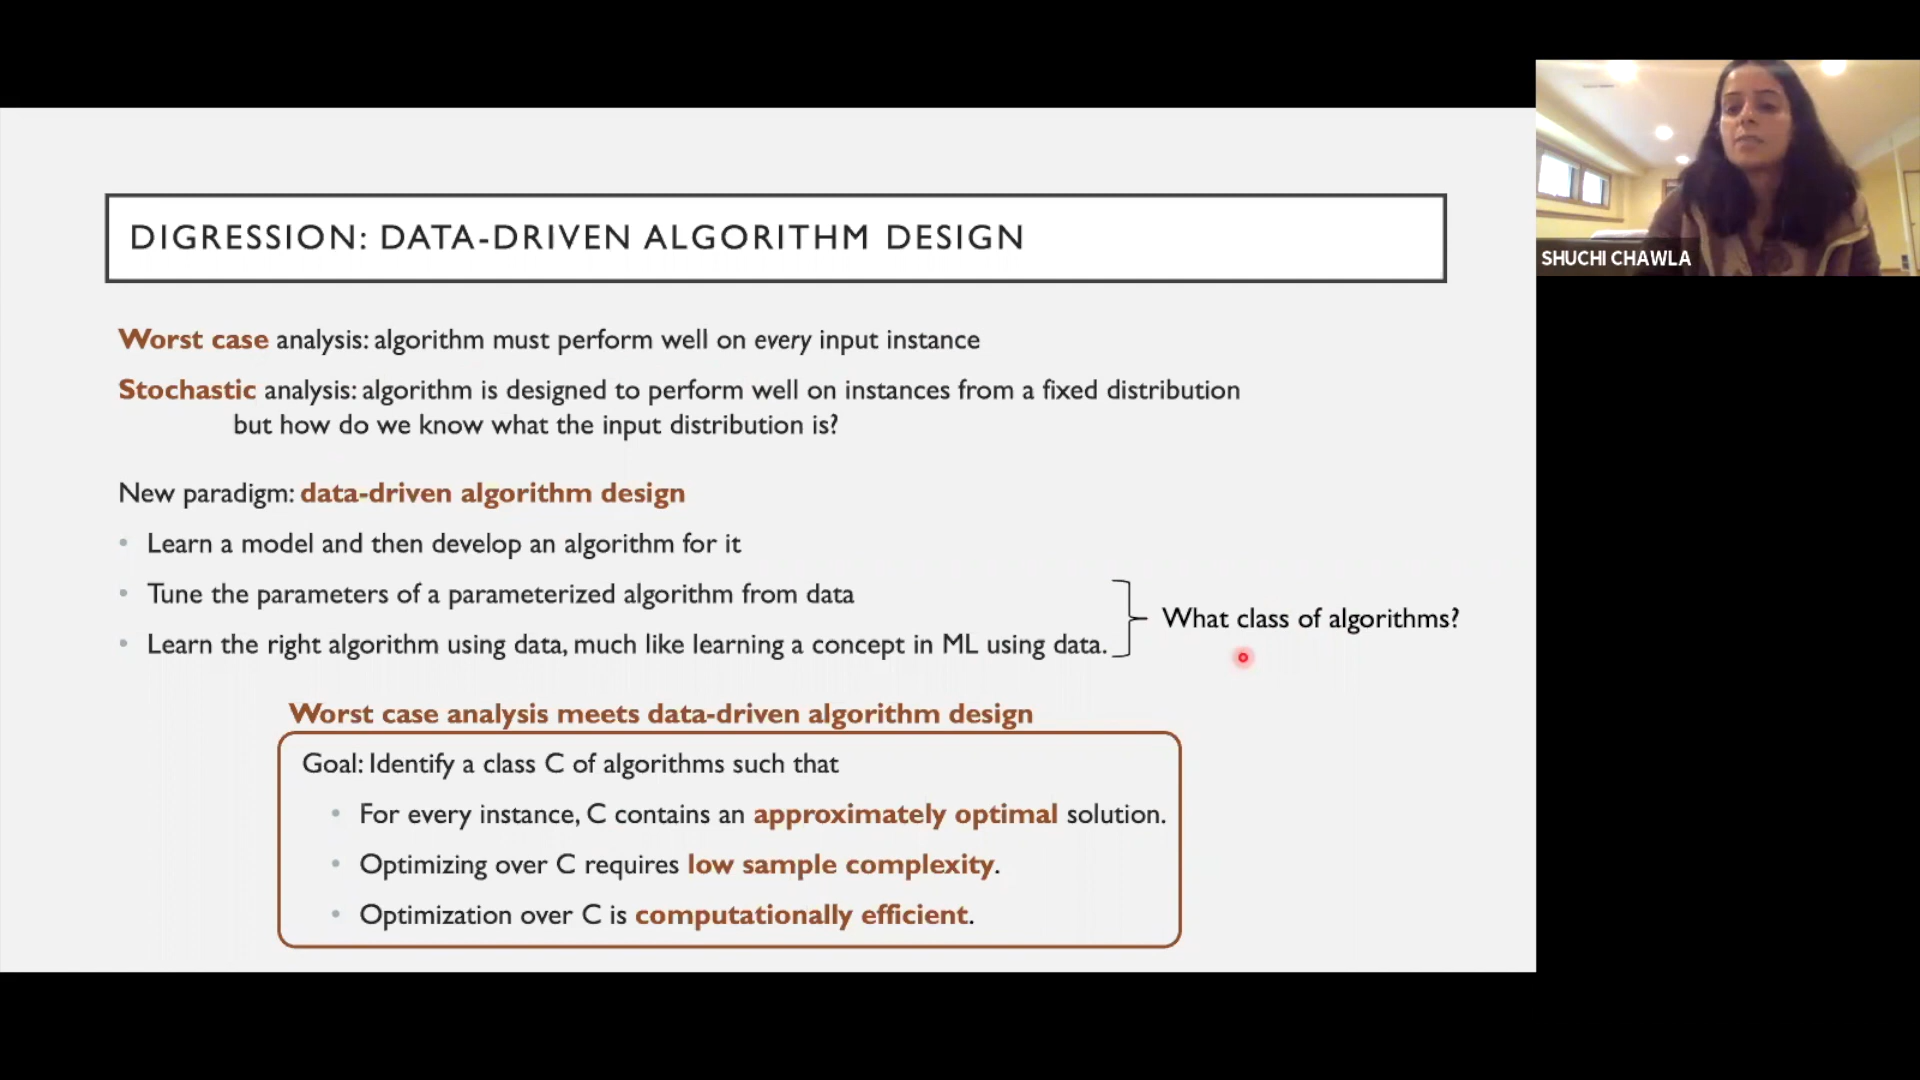 DIGRESSION: DATA-DRIVEN ALGORITHM DESIGN
SHUCHI CHAWLA
Worst case analysis: algorithm must perform well on every input instance
Stochastic analysis: algorithm is designed to perform well on instances from a fixed distribution
but how do we know what the input distribution is?
New paradigm: data-driven algorithm design
• Learn a model and then develop an algorithm for it
• Tune the parameters of a parameterized algorithm from data
• Learn the right algorithm using data, much like learning a concept in ML using data.
What class of algorithms?
Worst case analysis meets data-driven algorithm design
Goal: Identify a class C of algorithms such that
• For every instance, C contains an approximately optimal solution.
• Optimizing over C requires low sample complexity.
• Optimization over C is computationally efficient.